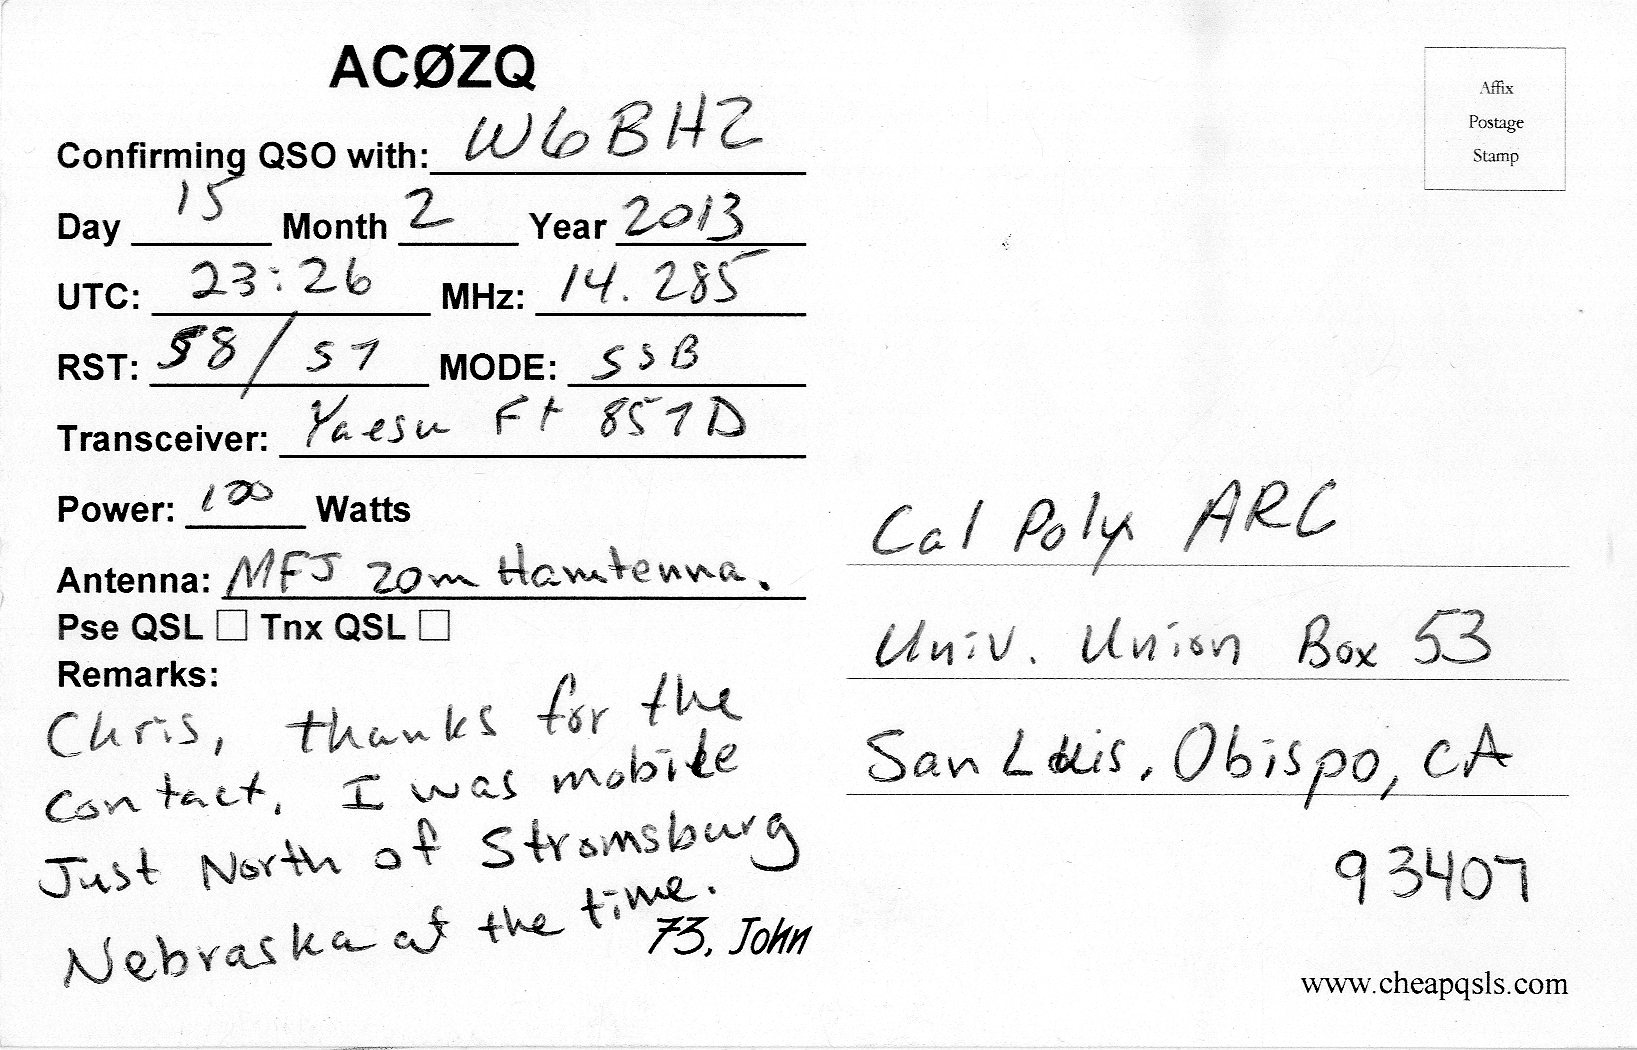 ACØZQ
Confirming QSO with: W6BHZ
Day 15 Month 2 Year 2013
UTC: 23:26 MHz: 14.285
RST: 58/57 MODE: SSB
Transceiver: Yaesu Ft 857D
Power: 100 Watts
Antenna: MFJ 20m Hamtenna.
Pse QSL ☐ Tnx QSL ☐
Remarks:
Chris, thanks for the
contact. I was mobile
Just North of Stromsburg
Nebraska at the time.
73, John
Affix
Postage
Stamp
Cal Poly ARC
Univ. Union Box 53
San Luis, Obispo, CA
93407
www.cheapqsls.com